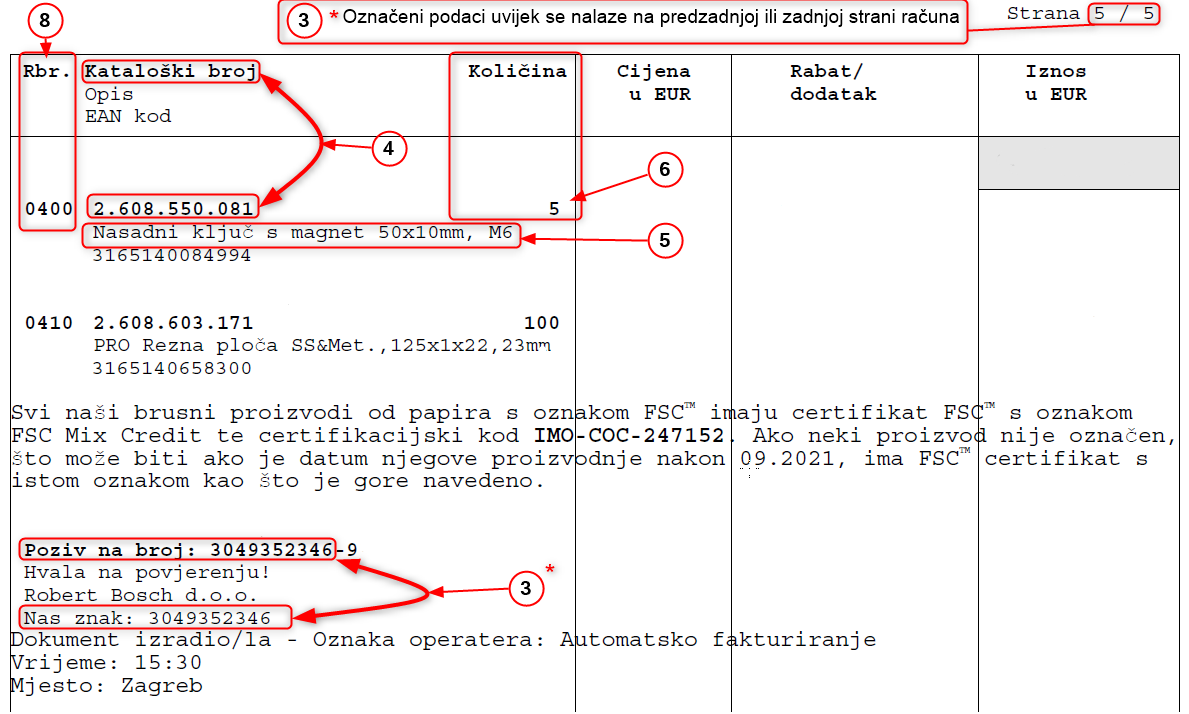 8
3 * Označeni podaci uvijek se nalaze na predzadnjoj ili zadnjoj strani računa
Strana 5 / 5
Rbr. Kataloški broj Količina Cijena Rabat/ Iznos
Opis u EUR dodatak u EUR
EAN kod
4
6
0400 2.608.550.081 5
Nasadni ključ s magnet 50x10mm, M6
5
3165140084994
0410 2.608.603.171 100
PRO Rezna ploča SS&Met.,125x1x22,23mm
3165140658300
Svi naši brusni proizvodi od papira s oznakom FSC™ imaju certifikat FSC™ s oznakom
FSC Mix Credit te certifikacijski kod IMO-COC-247152. Ako neki proizvod nije označen,
što može biti ako je datum njegove proizvodnje nakon 09.2021, ima FSC™ certifikat s
istom oznakom kao što je gore navedeno.
Poziv na broj: 3049352346-9
Hvala na povjerenju!
3 *
Robert Bosch d.o.o.
Nas znak: 3049352346
Dokument izradio/la - Oznaka operatera: Automatsko fakturiranje
Vrijeme: 15:30
Mjesto: Zagreb